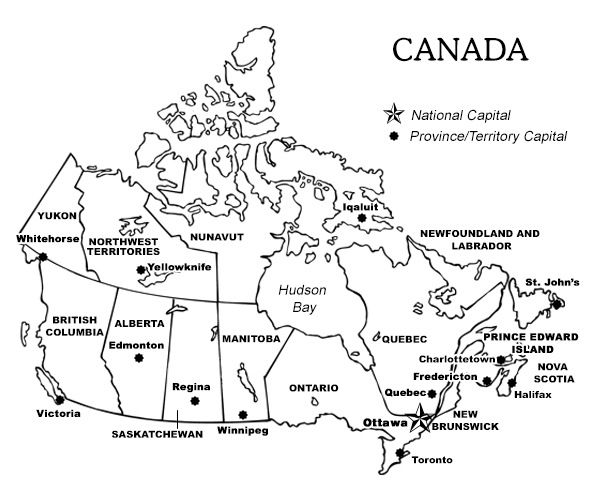 CANADA
National Capital
Province/Territory Capital
YUKON
Whitehorse
NORTHWEST
TERRITORIES
Yellowknife
NUNAVUT
Iqaluit
NEWFOUNDLAND AND
LABRADOR
St. John's
Hudson
Bay
BRITISH
COLUMBIA
ALBERTA
Edmonton
MANITOBA
QUEBEC
PRINCE EDWARD
ISLAND
Charlottetown
NOVA
SCOTIA
Fredericton
Regina
ONTARIO
Quebec
Halifax
Victoria
SASKATCHEWAN
Winnipeg
Ottawa
NEW
BRUNSWICK
Toronto